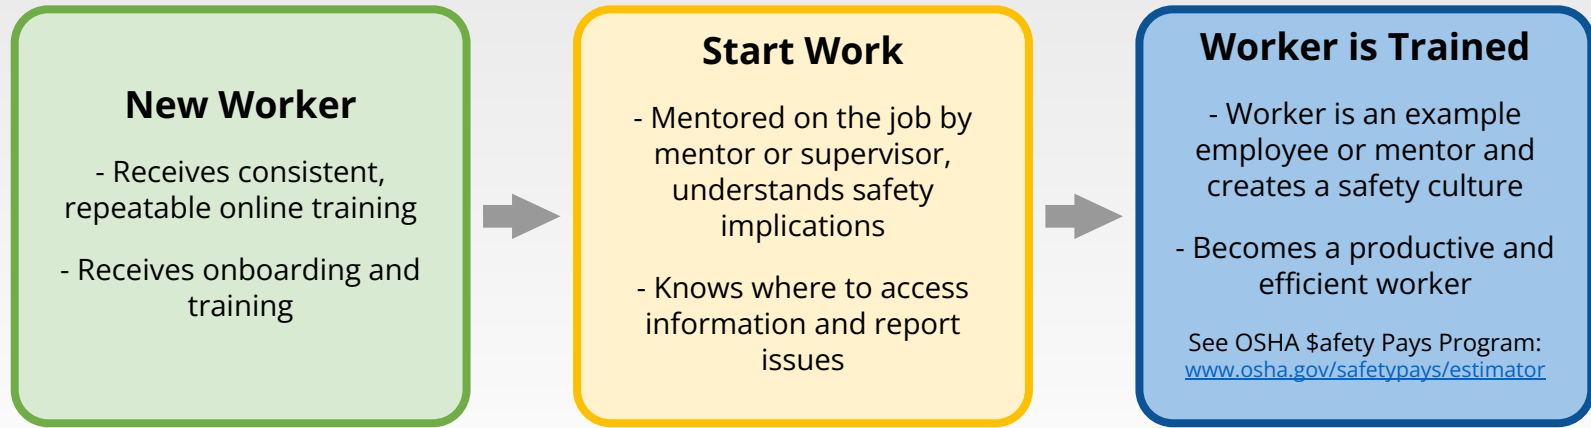 New Worker
- Receives consistent,
repeatable online training
- Receives onboarding and
training
Start Work
- Mentored on the job by
mentor or supervisor,
understands safety
implications
- Knows where to access
information and report
issues
Worker is Trained
- Worker is an example
employee or mentor and
creates a safety culture
- Becomes a productive and
efficient worker
See OSHA $afety Pays Program:
www.osha.gov/safetypays/estimator